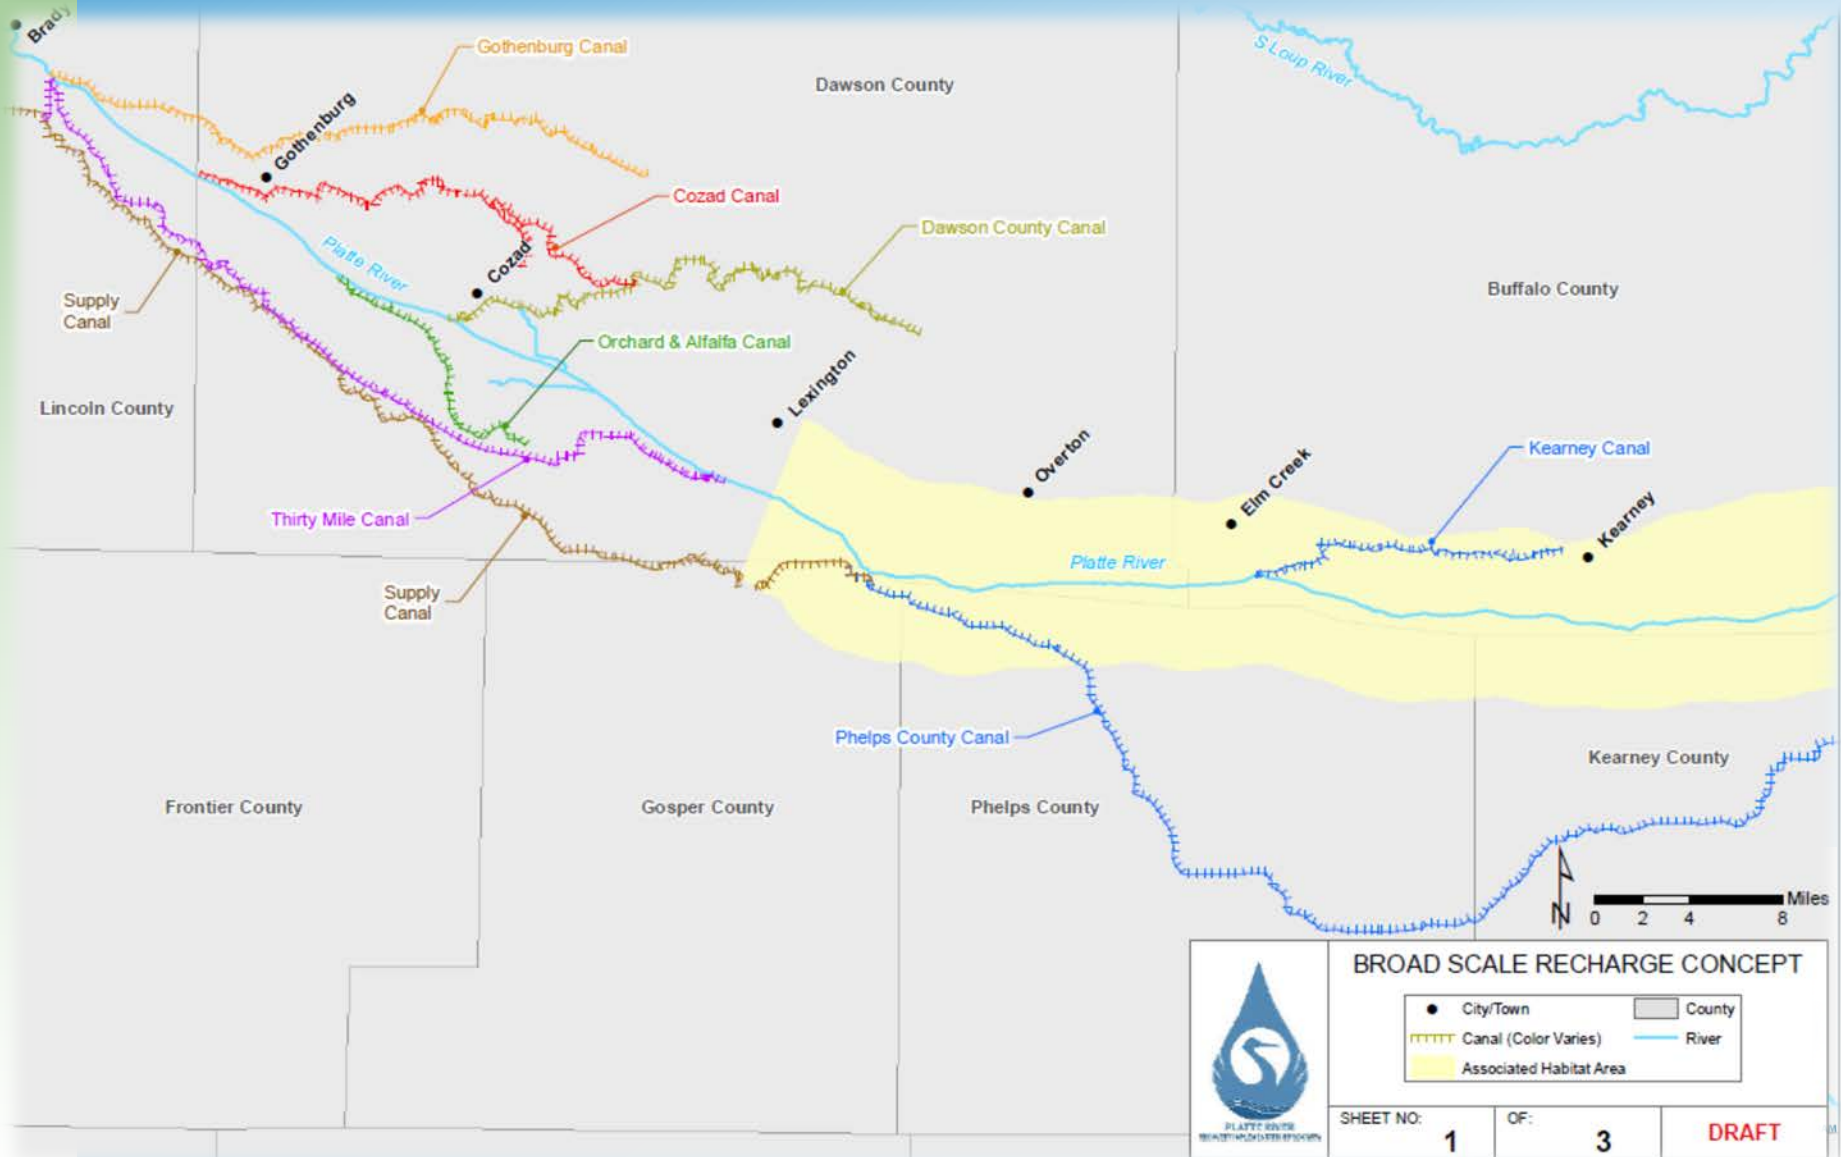 Brady
Gothenburg Canal
Dawson County
S Loup River
Gothenburg
Cozad Canal
Dawson County Canal
Platte River
Cozad
Buffalo County
Supply
Canal
Orchard & Alfalfa Canal
Lexington
Lincoln County
Overton
Elm Creek
Kearney Canal
Kearney
Thirty Mile Canal
Platte River
Supply
Canal
Phelps County Canal
Kearney County
Frontier County
Gosper County
Phelps County
N
Miles
0 2 4 8
BROAD SCALE RECHARGE CONCEPT
City/Town
County
Canal (Color Varies)
River
Associated Habitat Area
PLATTE RIVER
SHEET NO:
1
OF:
3
DRAFT